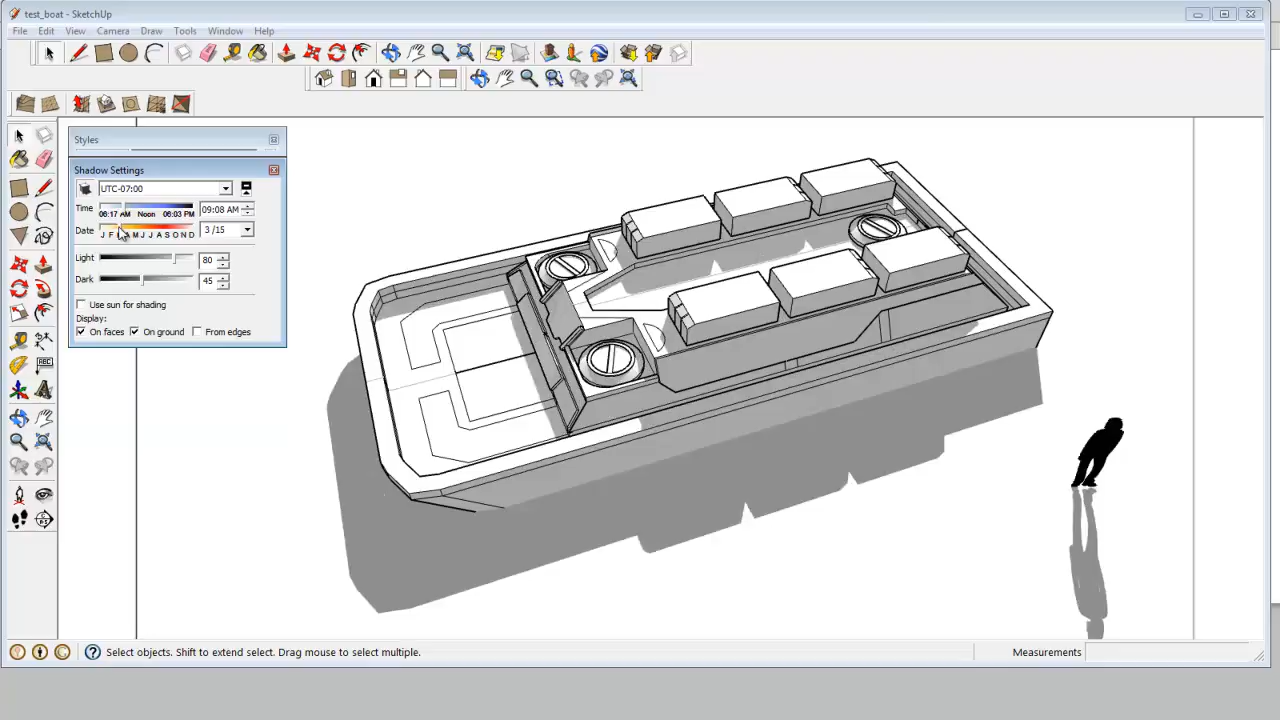 test_boat - SketchUp
File Edit View Camera Draw Tools Window Help
Styles
Shadow Settings
UTC-07:00
Time 06:17 AM Noon 06:03 PM 09:08 AM
Date J F A M J J A S O N D 3 /15
Light 80
Dark 45
Use sun for shading
Display:
On faces On ground From edges
ABC
Select objects. Shift to extend select. Drag mouse to select multiple.
Measurements